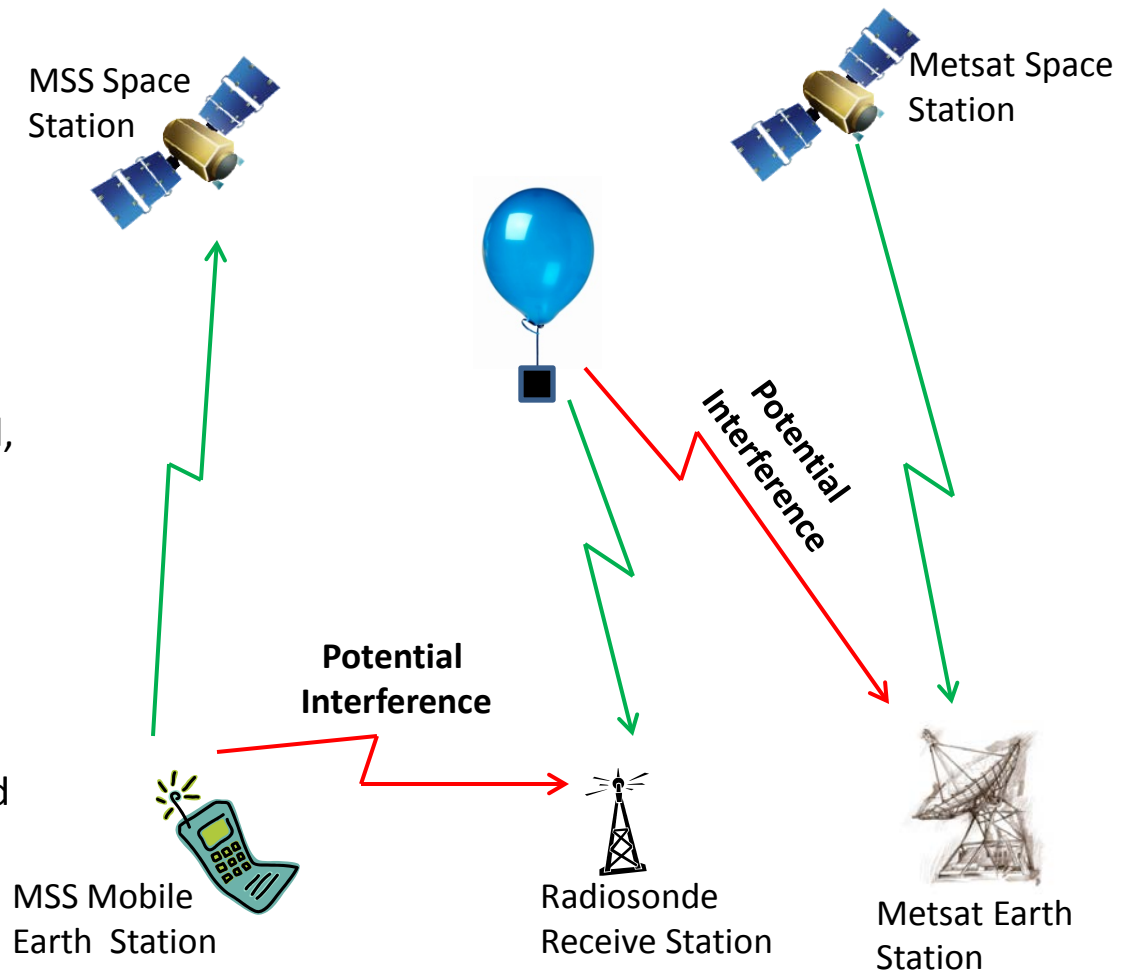 MSS Space
Station
Metsat Space
Station
l,
Potential
Interference
Potential
Interference
d
MSS Mobile
Earth Station
Radiosonde
Receive Station
Metsat Earth
Station